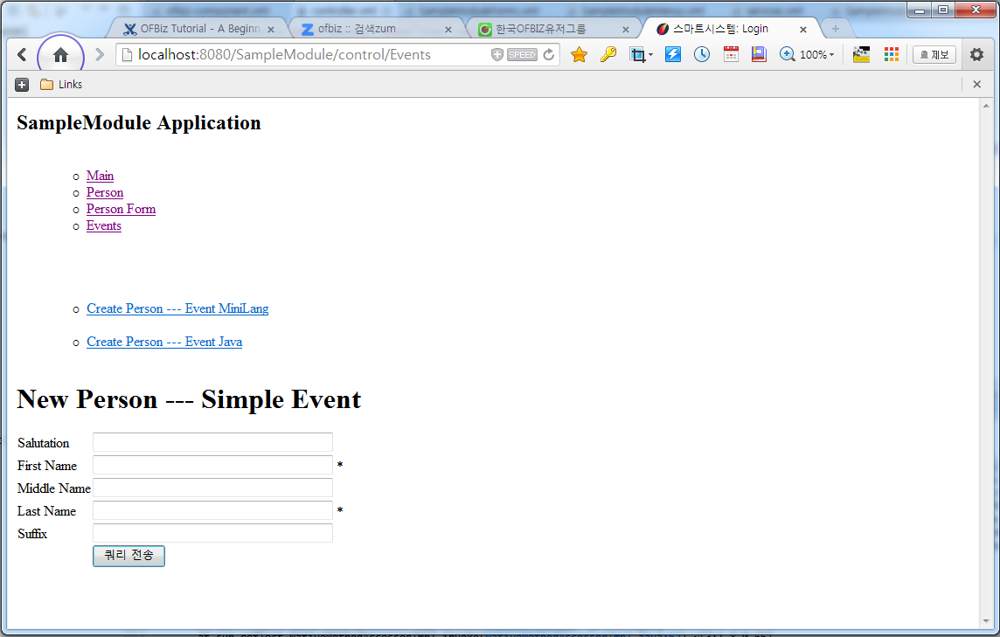 OFBiz Tutorial - A Beginn
ofbiz :: 검색zum
한국OFBIZ유저그룹
스마트시스템: Login
localhost:8080/SampleModule/control/Events
SPEED
100%
제보
Links
SampleModule Application
Main
Person
Person Form
Events
Create Person --- Event MiniLang
Create Person --- Event Java
New Person --- Simple Event
Salutation
First Name *
Middle Name
Last Name *
Suffix
쿼리 전송